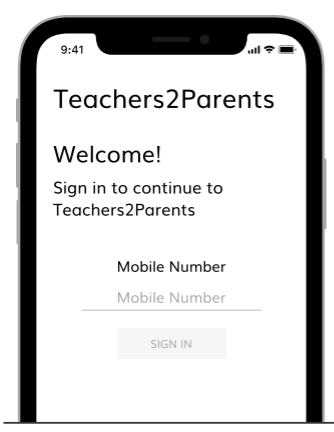 9:41
Teachers2Parents
Welcome!
Sign in to continue to
Teachers2Parents
Mobile Number
Mobile Number
SIGN IN